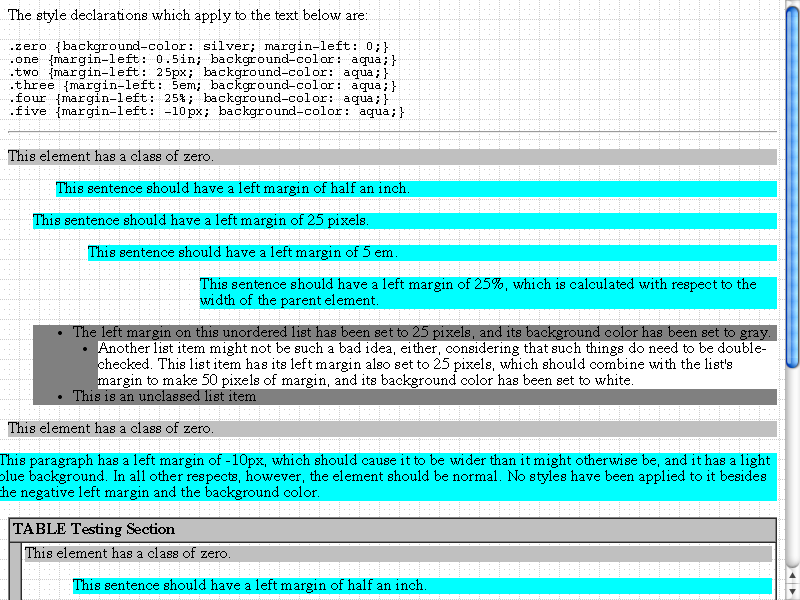 The style declarations which apply to the text below are:
.zero {background-color: silver; margin-left: 0;}
.one {margin-left: 0.5in; background-color: aqua;}
.two {margin-left: 25px; background-color: aqua;}
.three {margin-left: 5em; background-color: aqua;}
.four {margin-left: 25%; background-color: aqua;}
.five {margin-left: -10px; background-color: aqua;}
This element has a class of zero.
This sentence should have a left margin of half an inch.
This sentence should have a left margin of 25 pixels.
This sentence should have a left margin of 5 em.
This sentence should have a left margin of 25%, which is calculated with respect to the
width of the parent element.
• The left margin on this unordered list has been set to 25 pixels, and its background color has been set to gray.
• Another list item might not be such a bad idea, either, considering that such things do need to be double-
checked. This list item has its left margin also set to 25 pixels, which should combine with the list's
margin to make 50 pixels of margin, and its background color has been set to white.
• This is an unclassed list item
This element has a class of zero.
This paragraph has a left margin of -10px, which should cause it to be wider than it might otherwise be, and it has a light
blue background. In all other respects, however, the element should be normal. No styles have been applied to it besides
the negative left margin and the background color.
TABLE Testing Section
This element has a class of zero.
This sentence should have a left margin of half an inch.